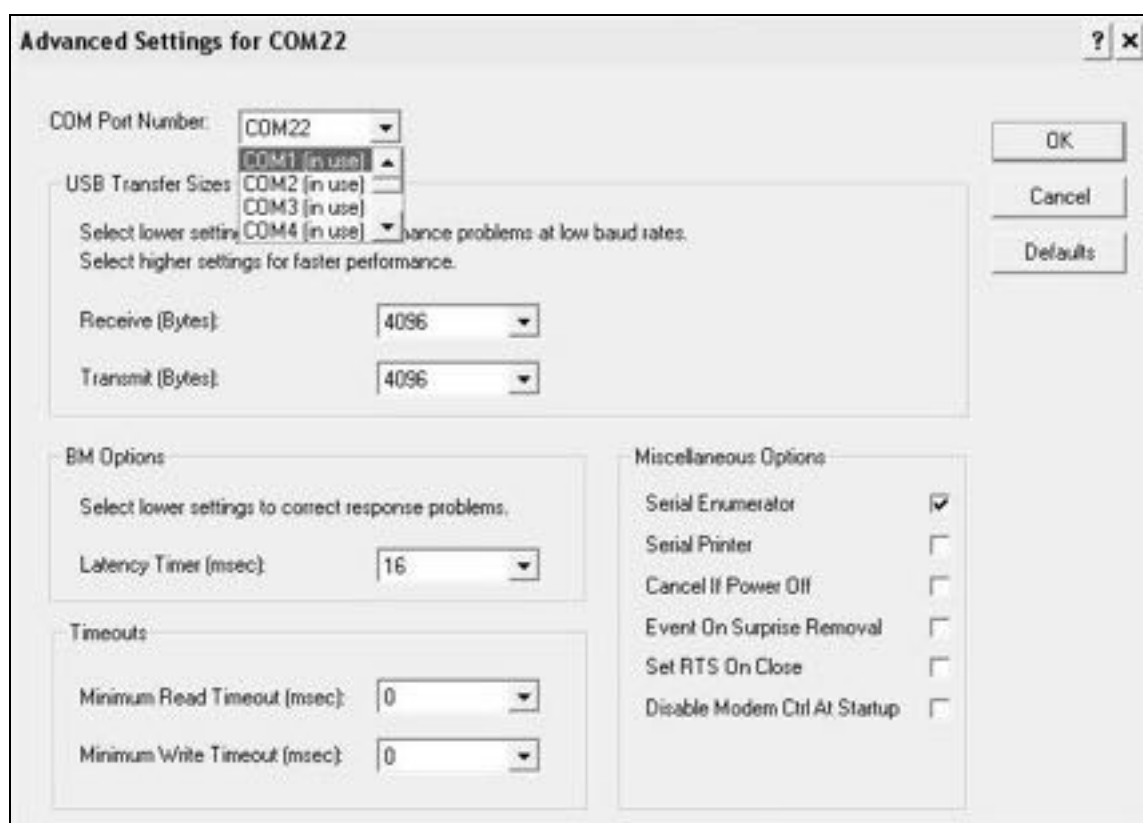 Advanced Settings for COM22
? ×
COM Port Number:
COM22
OK
COM1 (in use)
COM2 (in use)
COM3 (in use)
COM4 (in use)
USB Transfer Sizes
Cancel
Select lower settin
mance problems at low baud rates.
Select higher settings for faster performance.
Defaults
Receive (Bytes):
4096
Transmit (Bytes):
4096
BM Options
Select lower settings to correct response problems.
Latency Timer (msec):
16
Timeouts
Minimum Read Timeout (msec):
0
Minimum Write Timeout (msec):
0
Miscellaneous Options
Serial Enumerator
Serial Printer
Cancel If Power Off
Event On Surprise Removal
Set RTS On Close
Disable Modem Ctrl At Startup